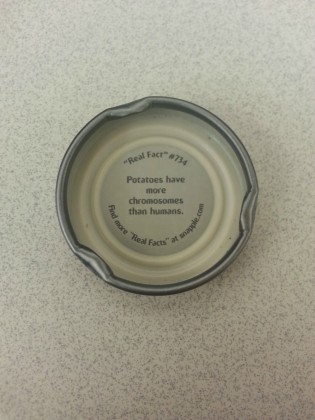 "Real Fact" #734
Potatoes have
more
chromosomes
than humans.
Find more "Real Facts" at snapple.com